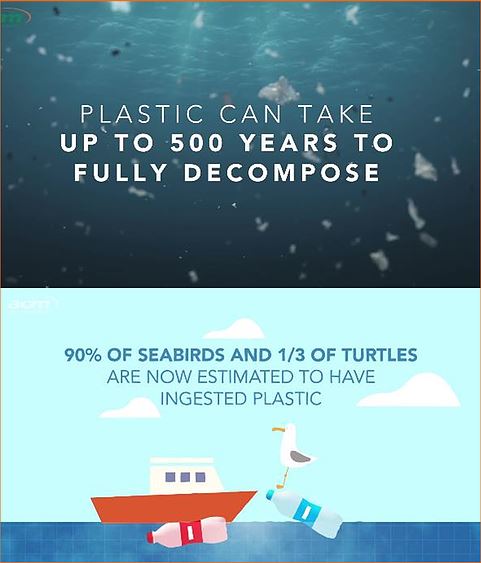 PLASTIC CAN TAKE
UP TO 500 YEARS TO
FULLY DECOMPOSE
90% OF SEABIRDS AND 1/3 OF TURTLES
ARE NOW ESTIMATED TO HAVE
INGESTED PLASTIC